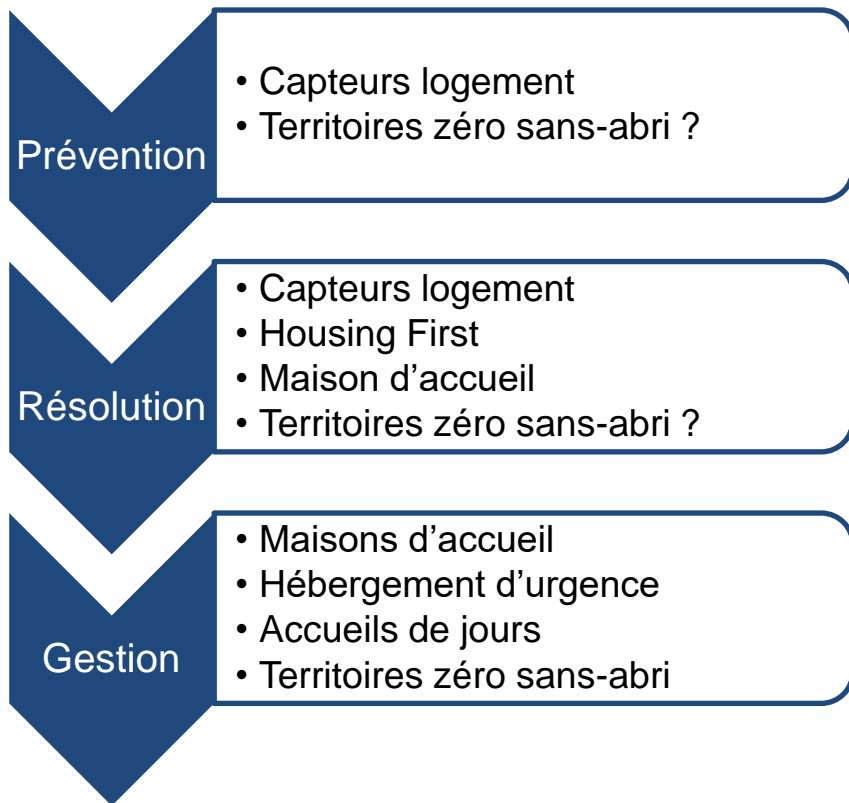 Prévention
• Capteurs logement
• Territoires zéro sans-abri ?
Résolution
• Capteurs logement
• Housing First
• Maison d’accueil
• Territoires zéro sans-abri ?
Gestion
• Maisons d’accueil
• Hébergement d’urgence
• Accueils de jours
• Territoires zéro sans-abri